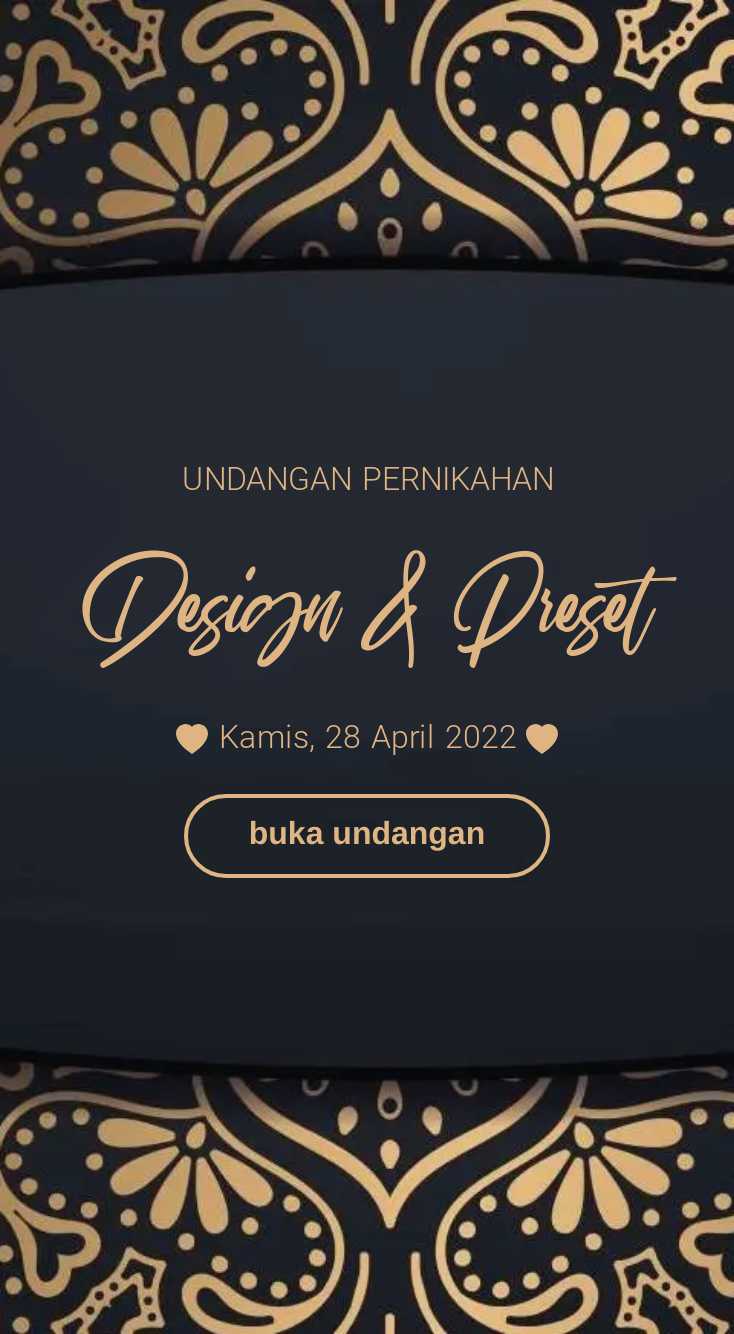 UNDANGAN PERNIKAHAN
Design & Preset
Kamis, 28 April 2022
buka undangan